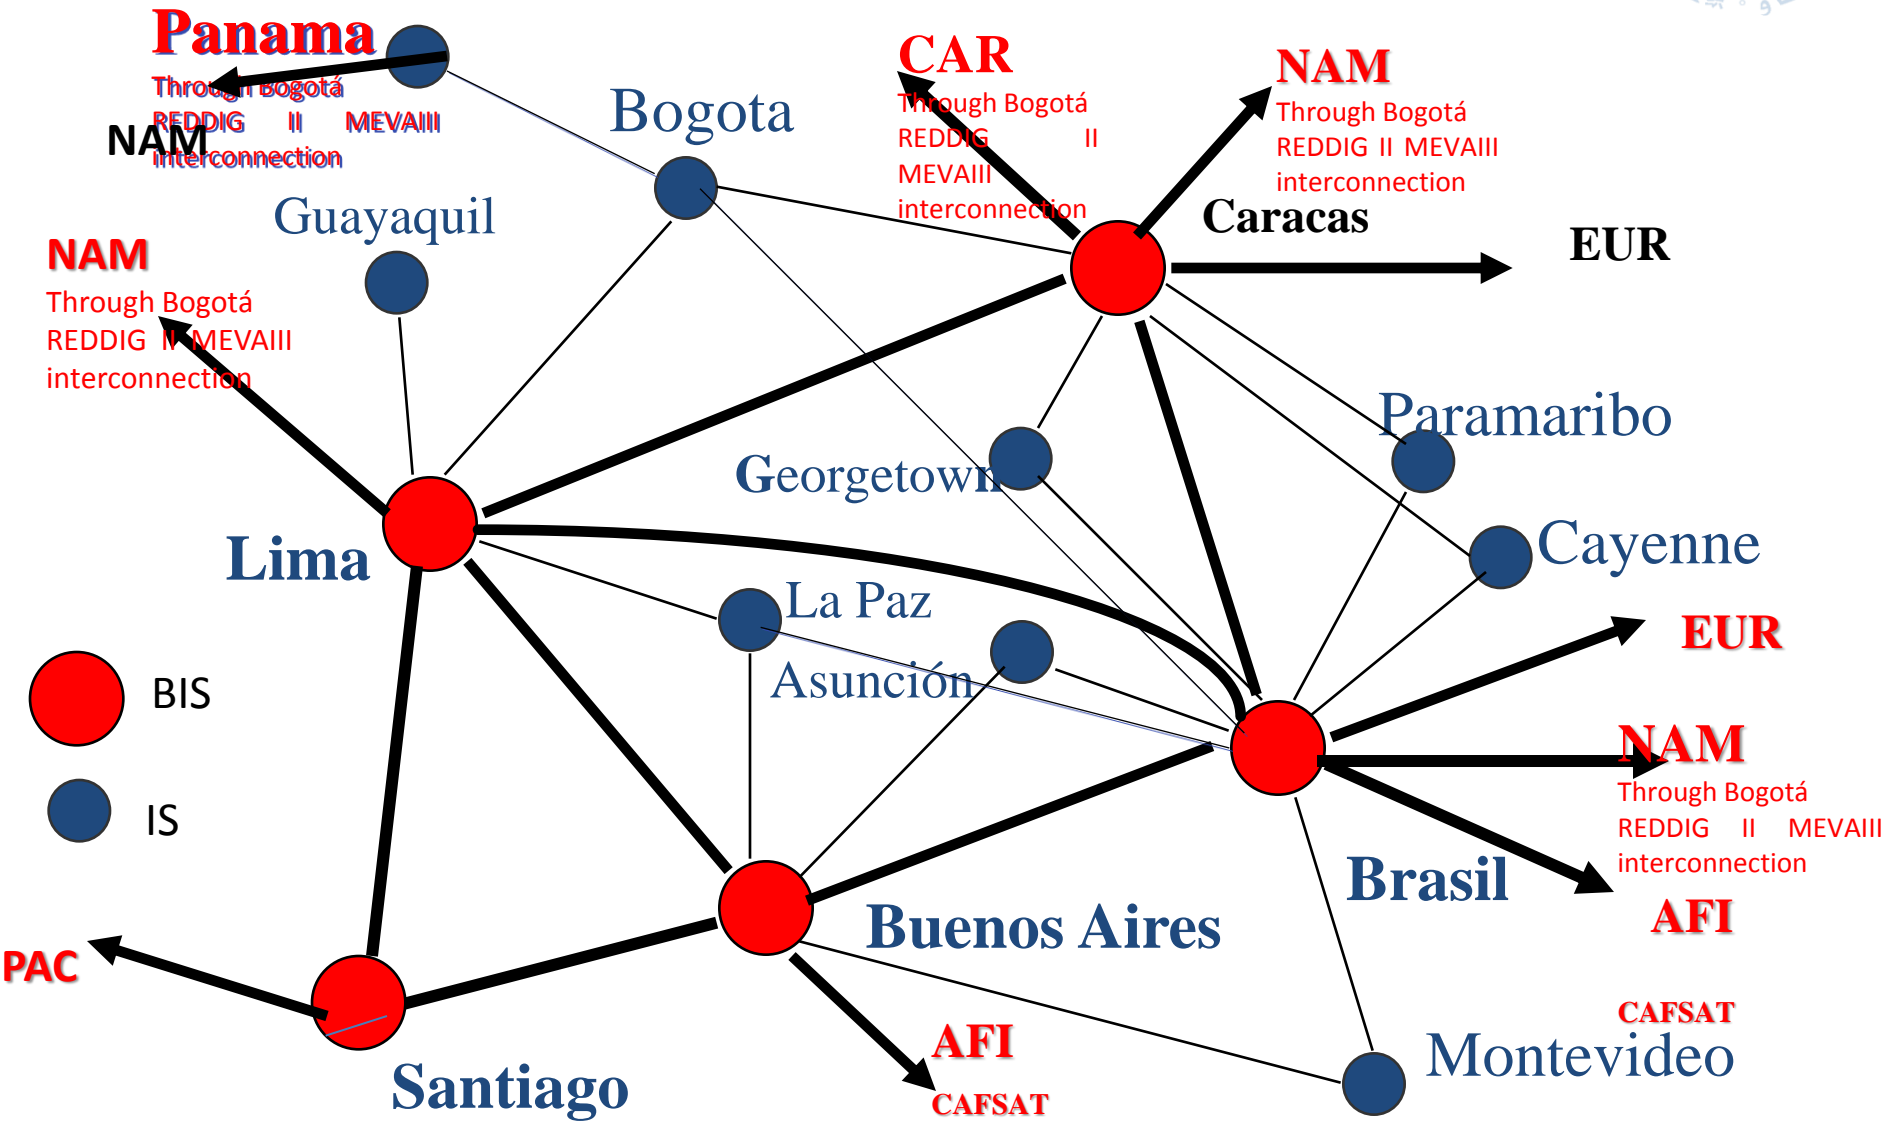 Panama
Through Bogotá
REDDIG II MEVAIII
interconnection
NAM
Bogota
CAR
Through Bogotá
REDDIG II
MEVAIII
interconnection
NAM
Through Bogotá
REDDIG II MEVAIII
interconnection
Guayaquil
Caracas
EUR
NAM
Through Bogotá
REDDIG II MEVAIII
interconnection
Paramaribo
Georgetown
Lima
Cayenne
La Paz
EUR
Asunción
BIS
NAM
Through Bogotá
REDDIG II MEVAIII
interconnection
IS
Brasil
AFI
Buenos Aires
PAC
CAFSAT
AFI
Montevideo
Santiago
CAFSAT